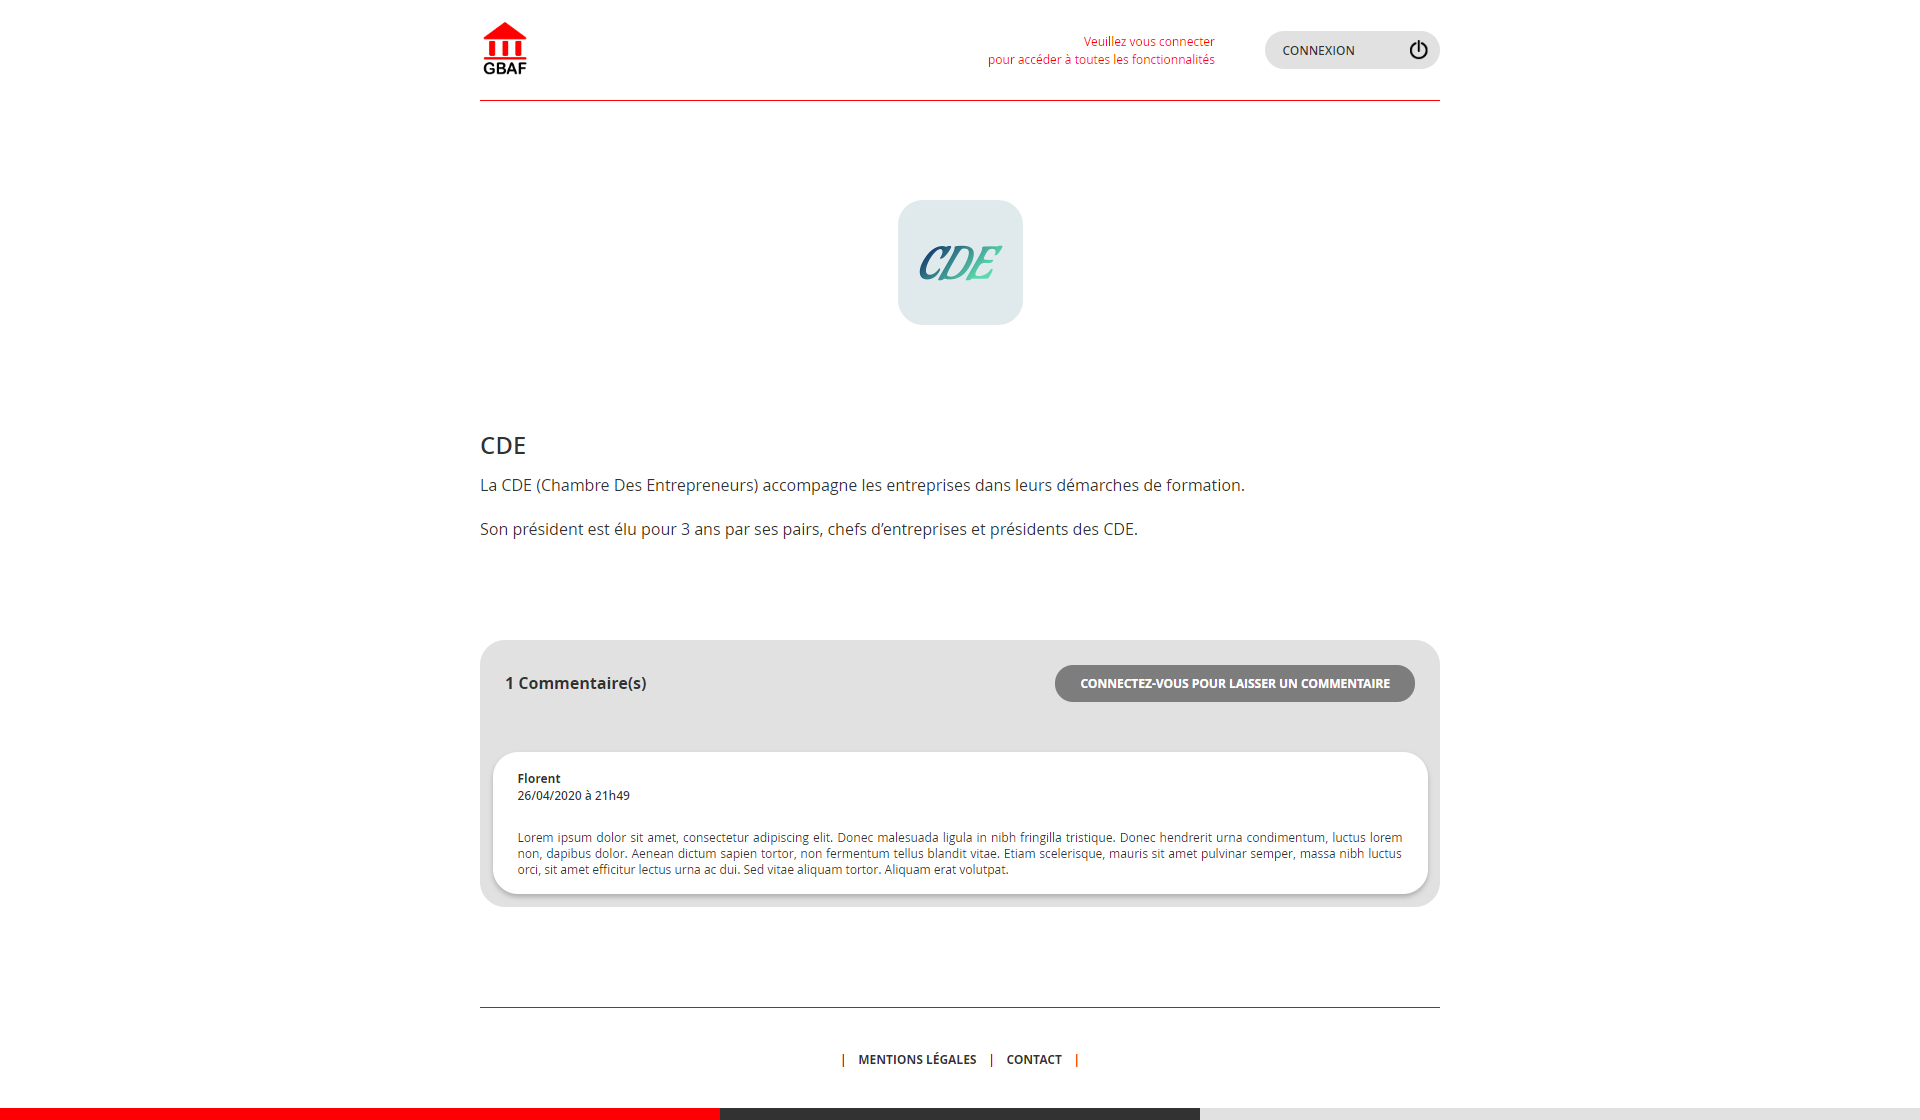 GBAF
Veuillez vous connecter
pour accéder à toutes les fonctionnalités
CONNEXION
CDE
CDE
La CDE (Chambre Des Entrepreneurs) accompagne les entreprises dans leurs démarches de formation.
Son président est élu pour 3 ans par ses pairs, chefs d’entreprises et présidents des CDE.
1 Commentaire(s)
CONNECTEZ-VOUS POUR LAISSER UN COMMENTAIRE
Florent
26/04/2020 à 21h49
Lorem ipsum dolor sit amet, consectetur adipiscing elit. Donec malesuada ligula in nibh fringilla tristique. Donec hendrerit urna condimentum, luctus lorem
non, dapibus dolor. Aenean dictum sapien tortor, non fermentum tellus blandit vitae. Etiam scelerisque, mauris sit amet pulvinar semper, massa nibh luctus
orci, sit amet efficitur lectus urna ac dui. Sed vitae aliquam tortor. Aliquam erat volutpat.
| MENTIONS LÉGALES | CONTACT |